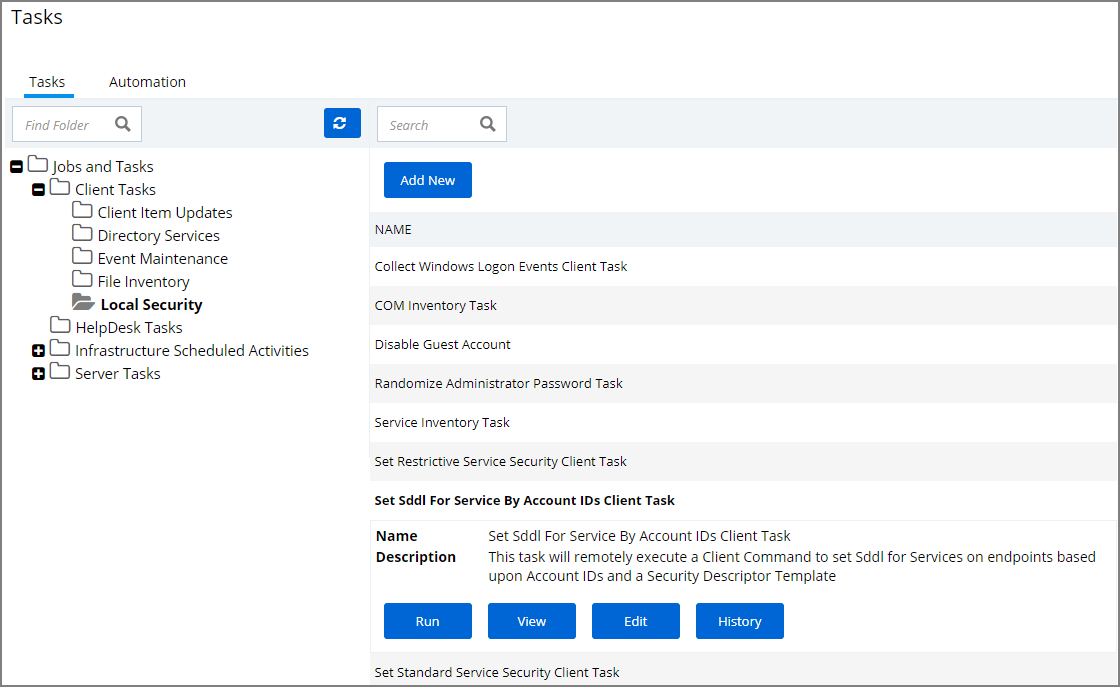 Tasks
Tasks Automation
Find Folder
Search
Jobs and Tasks
Client Tasks
Client Item Updates
Directory Services
Event Maintenance
File Inventory
Local Security
HelpDesk Tasks
Infrastructure Scheduled Activities
Server Tasks
Add New
NAME
Collect Windows Logon Events Client Task
COM Inventory Task
Disable Guest Account
Randomize Administrator Password Task
Service Inventory Task
Set Restrictive Service Security Client Task
Set Sddl For Service By Account IDs Client Task
Name Set Sddl For Service By Account IDs Client Task
Description This task will remotely execute a Client Command to set Sddl for Services on endpoints based
upon Account IDs and a Security Descriptor Template
Run View Edit History
Set Standard Service Security Client Task